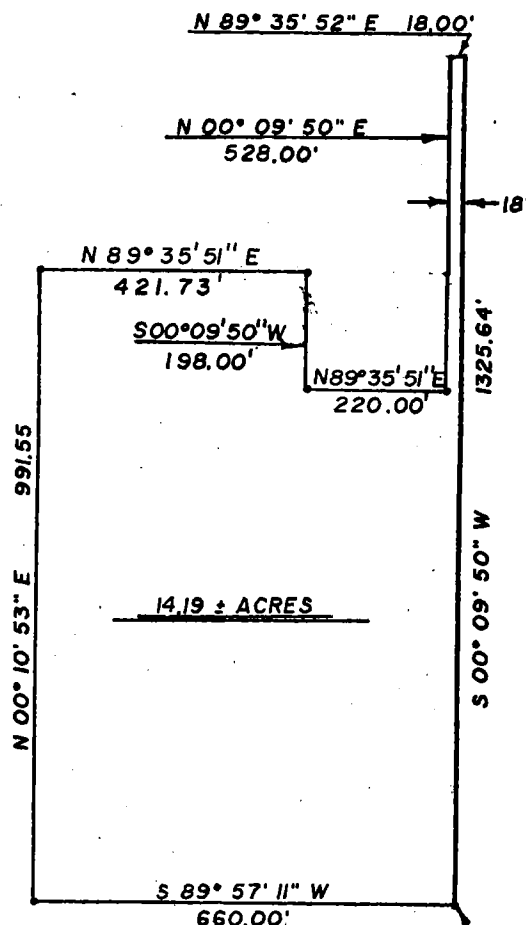 N 89° 35' 52" E 18.00'
N 00° 09' 50" E
528.00'
18'
N 89° 35' 51" E
421.73'
S00°09'50"W
198.00'
N89°35'51"E
220.00'
1325.64'
991.55
N 00° 10' 53" E
14.19 ± ACRES
S 00° 09' 50" W
S 89° 57' 11" W
660.00'